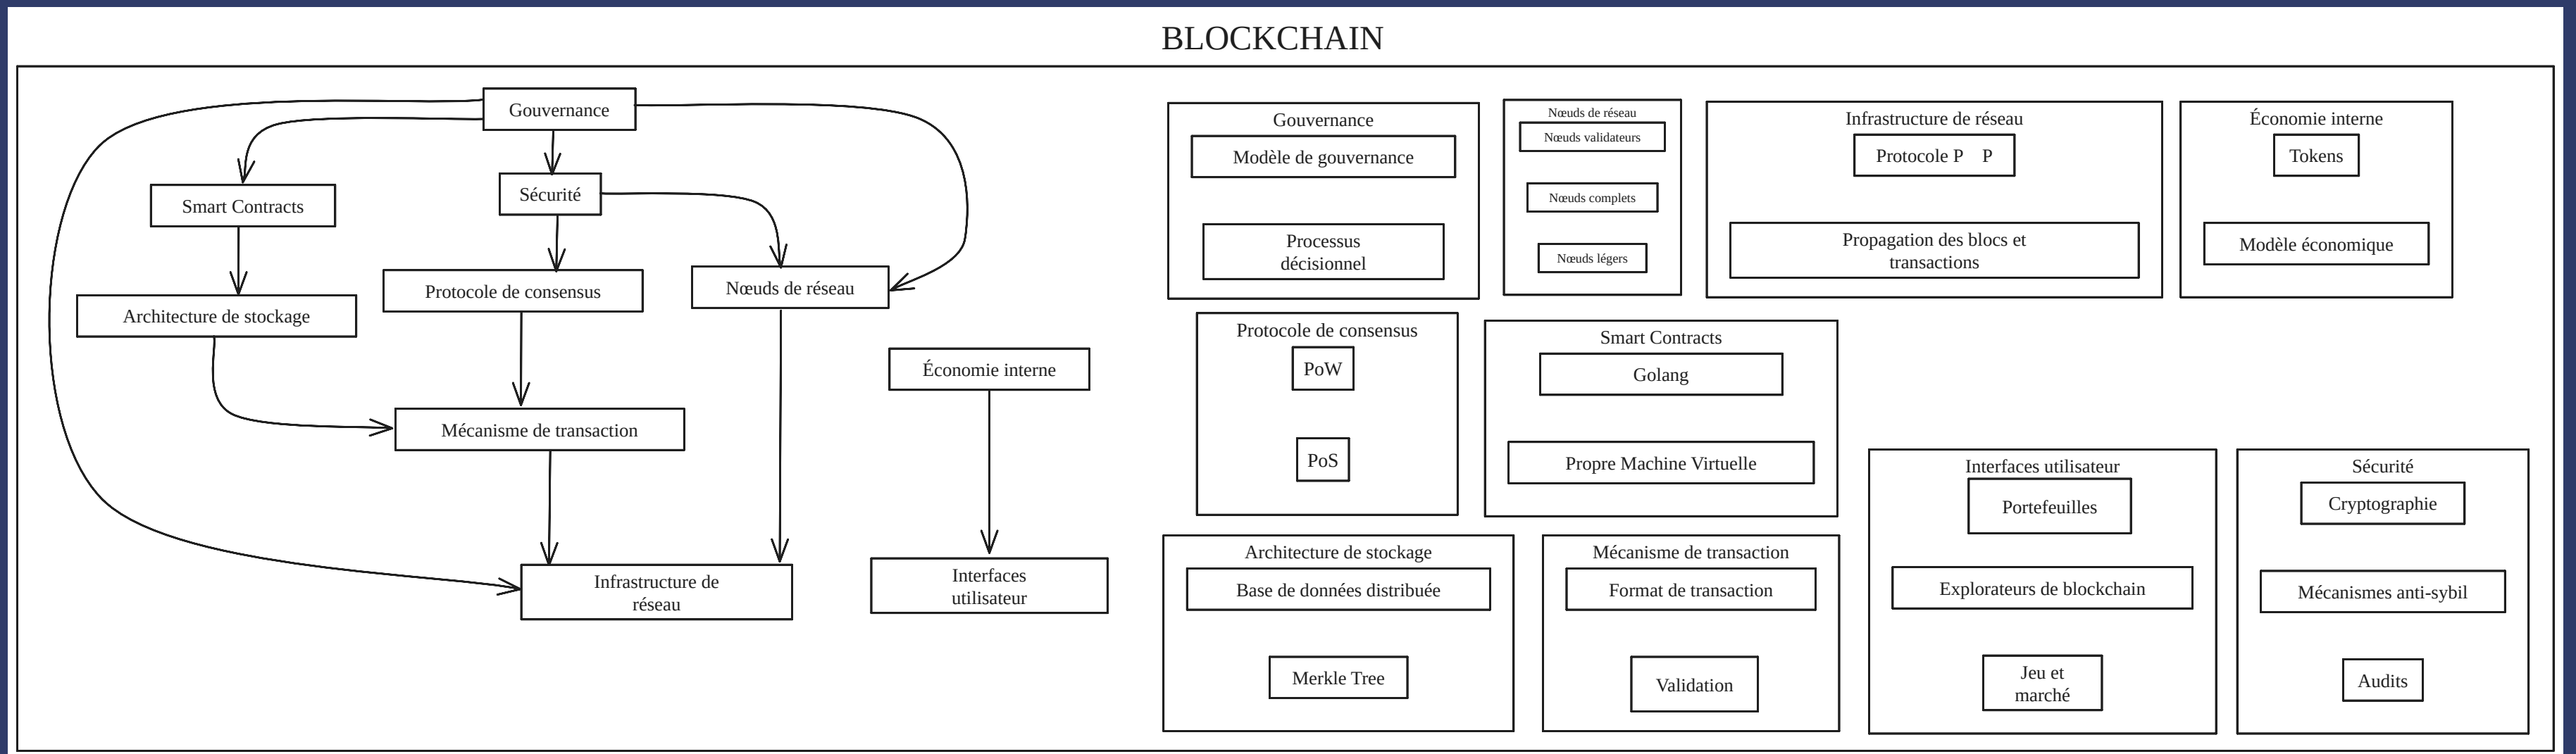 BLOCKCHAIN
Gouvernance
Smart Contracts
Sécurité
Architecture de stockage
Protocole de consensus
Nœuds de réseau
Économie interne
Mécanisme de transaction
Infrastructure de
réseau
Interfaces
utilisateur
Gouvernance
Modèle de gouvernance
Processus
décisionnel
Nœuds de réseau
Nœuds validateurs
Nœuds complets
Nœuds légers
Infrastructure de réseau
Protocole P P
Propagation des blocs et
transactions
Économie interne
Tokens
Modèle économique
Protocole de consensus
PoW
PoS
Smart Contracts
Golang
Propre Machine Virtuelle
Architecture de stockage
Base de données distribuée
Merkle Tree
Mécanisme de transaction
Format de transaction
Validation
Interfaces utilisateur
Portefeuilles
Explorateurs de blockchain
Jeu et
marché
Sécurité
Cryptographie
Mécanismes anti-sybil
Audits